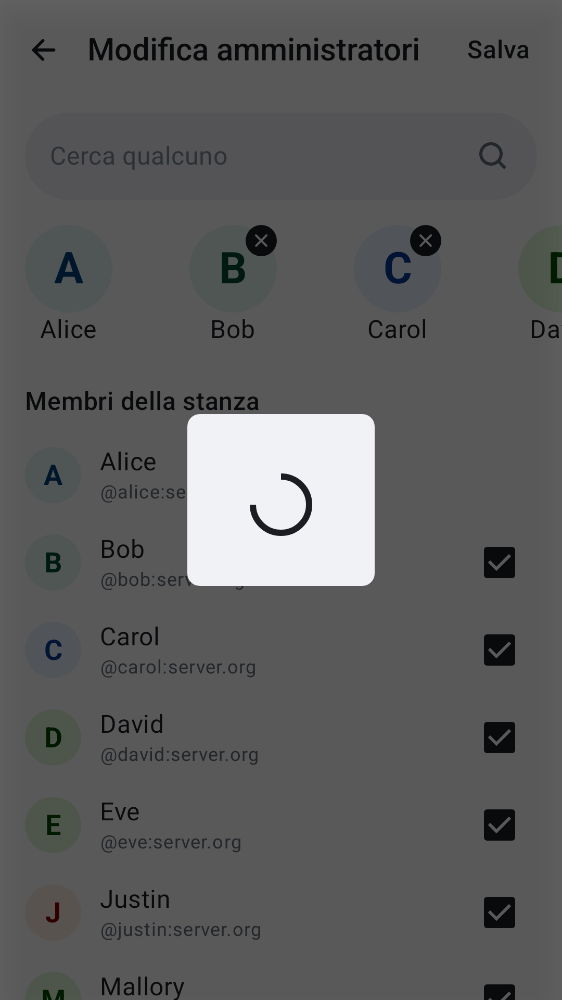 Modifica amministratori
Salva
Cerca qualcuno
A
B
C
Alice
Bob
Carol
Da
Membri della stanza
A
Alice
@alice:se
B
Bob
@bob:serv
C
Carol
@carol:server.org
D
David
@david:server.org
E
Eve
@eve:server.org
J
Justin
@justin:server.org
M
Mallory